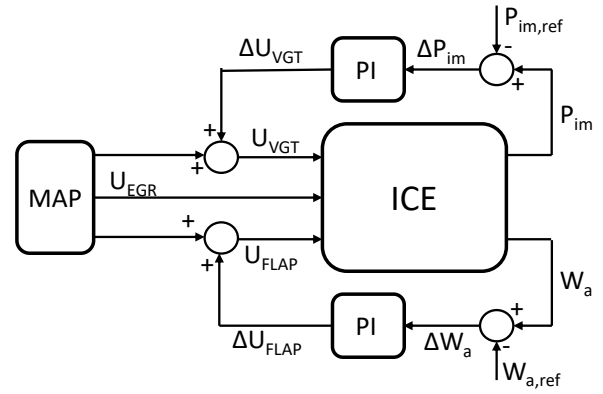 P_im,ref
-
ΔU_VGT
PI
ΔP_im
+
P_im
+
+
U_VGT
MAP
U_EGR
ICE
+
+
U_FLAP
W_a
+
ΔU_FLAP
PI
ΔW_a
-
W_a,ref